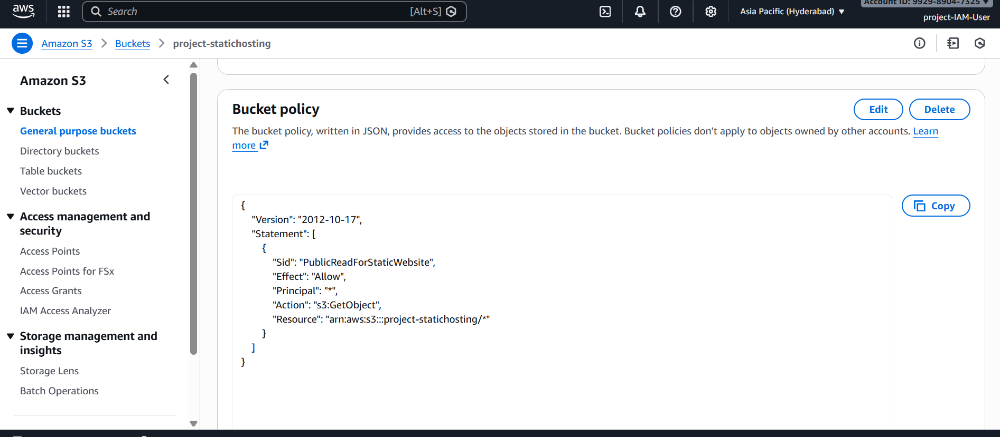 aws
Search
[Alt+S]
Asia Pacific (Hyderabad)
Account ID: 9929-8904-7325
project-IAM-User
Amazon S3
Buckets
project-statichosting
Amazon S3
Buckets
General purpose buckets
Directory buckets
Table buckets
Vector buckets
Access management and
security
Access Points
Access Points for FSx
Access Grants
IAM Access Analyzer
Storage management and
insights
Storage Lens
Batch Operations
Bucket policy
Edit
Delete
The bucket policy, written in JSON, provides access to the objects stored in the bucket. Bucket policies don't apply to objects owned by other accounts. Learn
more
Copy
{
"Version": "2012-10-17",
"Statement": [
{
"Sid": "PublicReadForStaticWebsite",
"Effect": "Allow",
"Principal": "*",
"Action": "s3:GetObject",
"Resource": "arn:aws:s3:::project-statichosting/*"
}
]
}